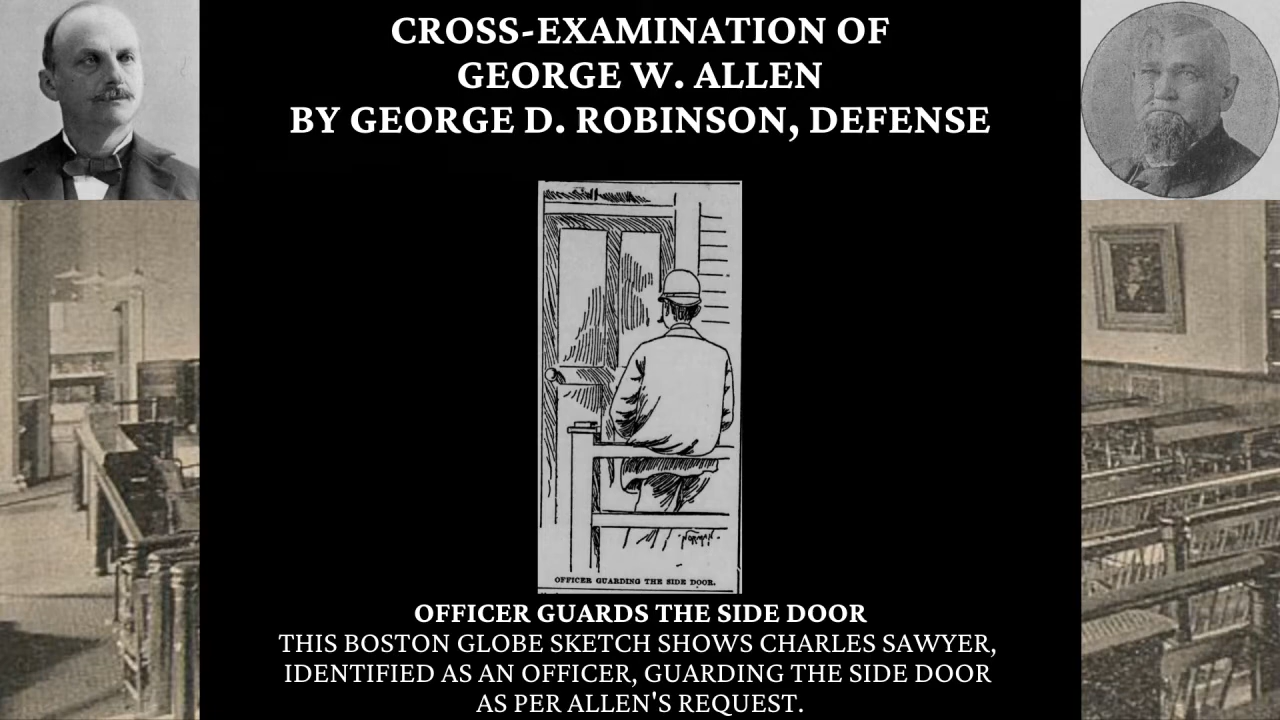 CROSS-EXAMINATION OF
GEORGE W. ALLEN
BY GEORGE D. ROBINSON, DEFENSE
NORMAN
OFFICER GUARDING THE SIDE DOOR.
OFFICER GUARDS THE SIDE DOOR
THIS BOSTON GLOBE SKETCH SHOWS CHARLES SAWYER,
IDENTIFIED AS AN OFFICER, GUARDING THE SIDE DOOR
AS PER ALLEN'S REQUEST.